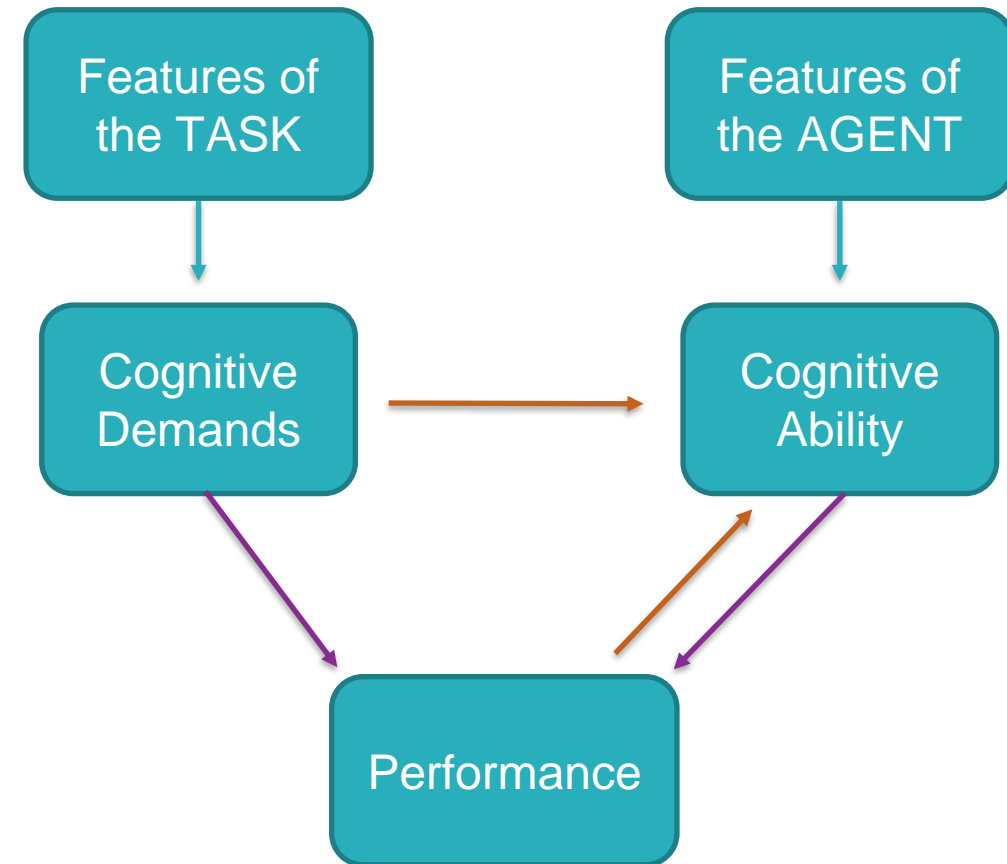 Features of
the TASK
Features of
the AGENT
Cognitive
Demands
Cognitive
Ability
Performance